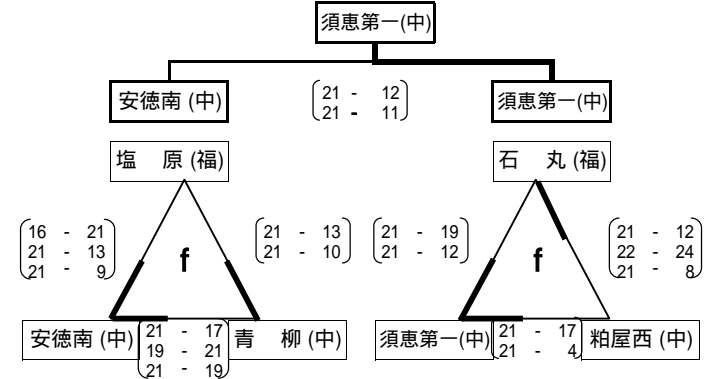 須恵第一(中)
安徳南 (中)
21 - 12
21 - 11
須恵第一(中)
塩 原 (福)
石 丸 (福)
16 - 21
21 - 13
21 - 9
f
21 - 13
21 - 10
21 - 19
21 - 12
f
21 - 12
22 - 24
21 - 8
安徳南 (中)
21 - 17
19 - 21
21 - 19
青 柳 (中)
須恵第一(中)
21 - 17
21 - 4
粕屋西 (中)